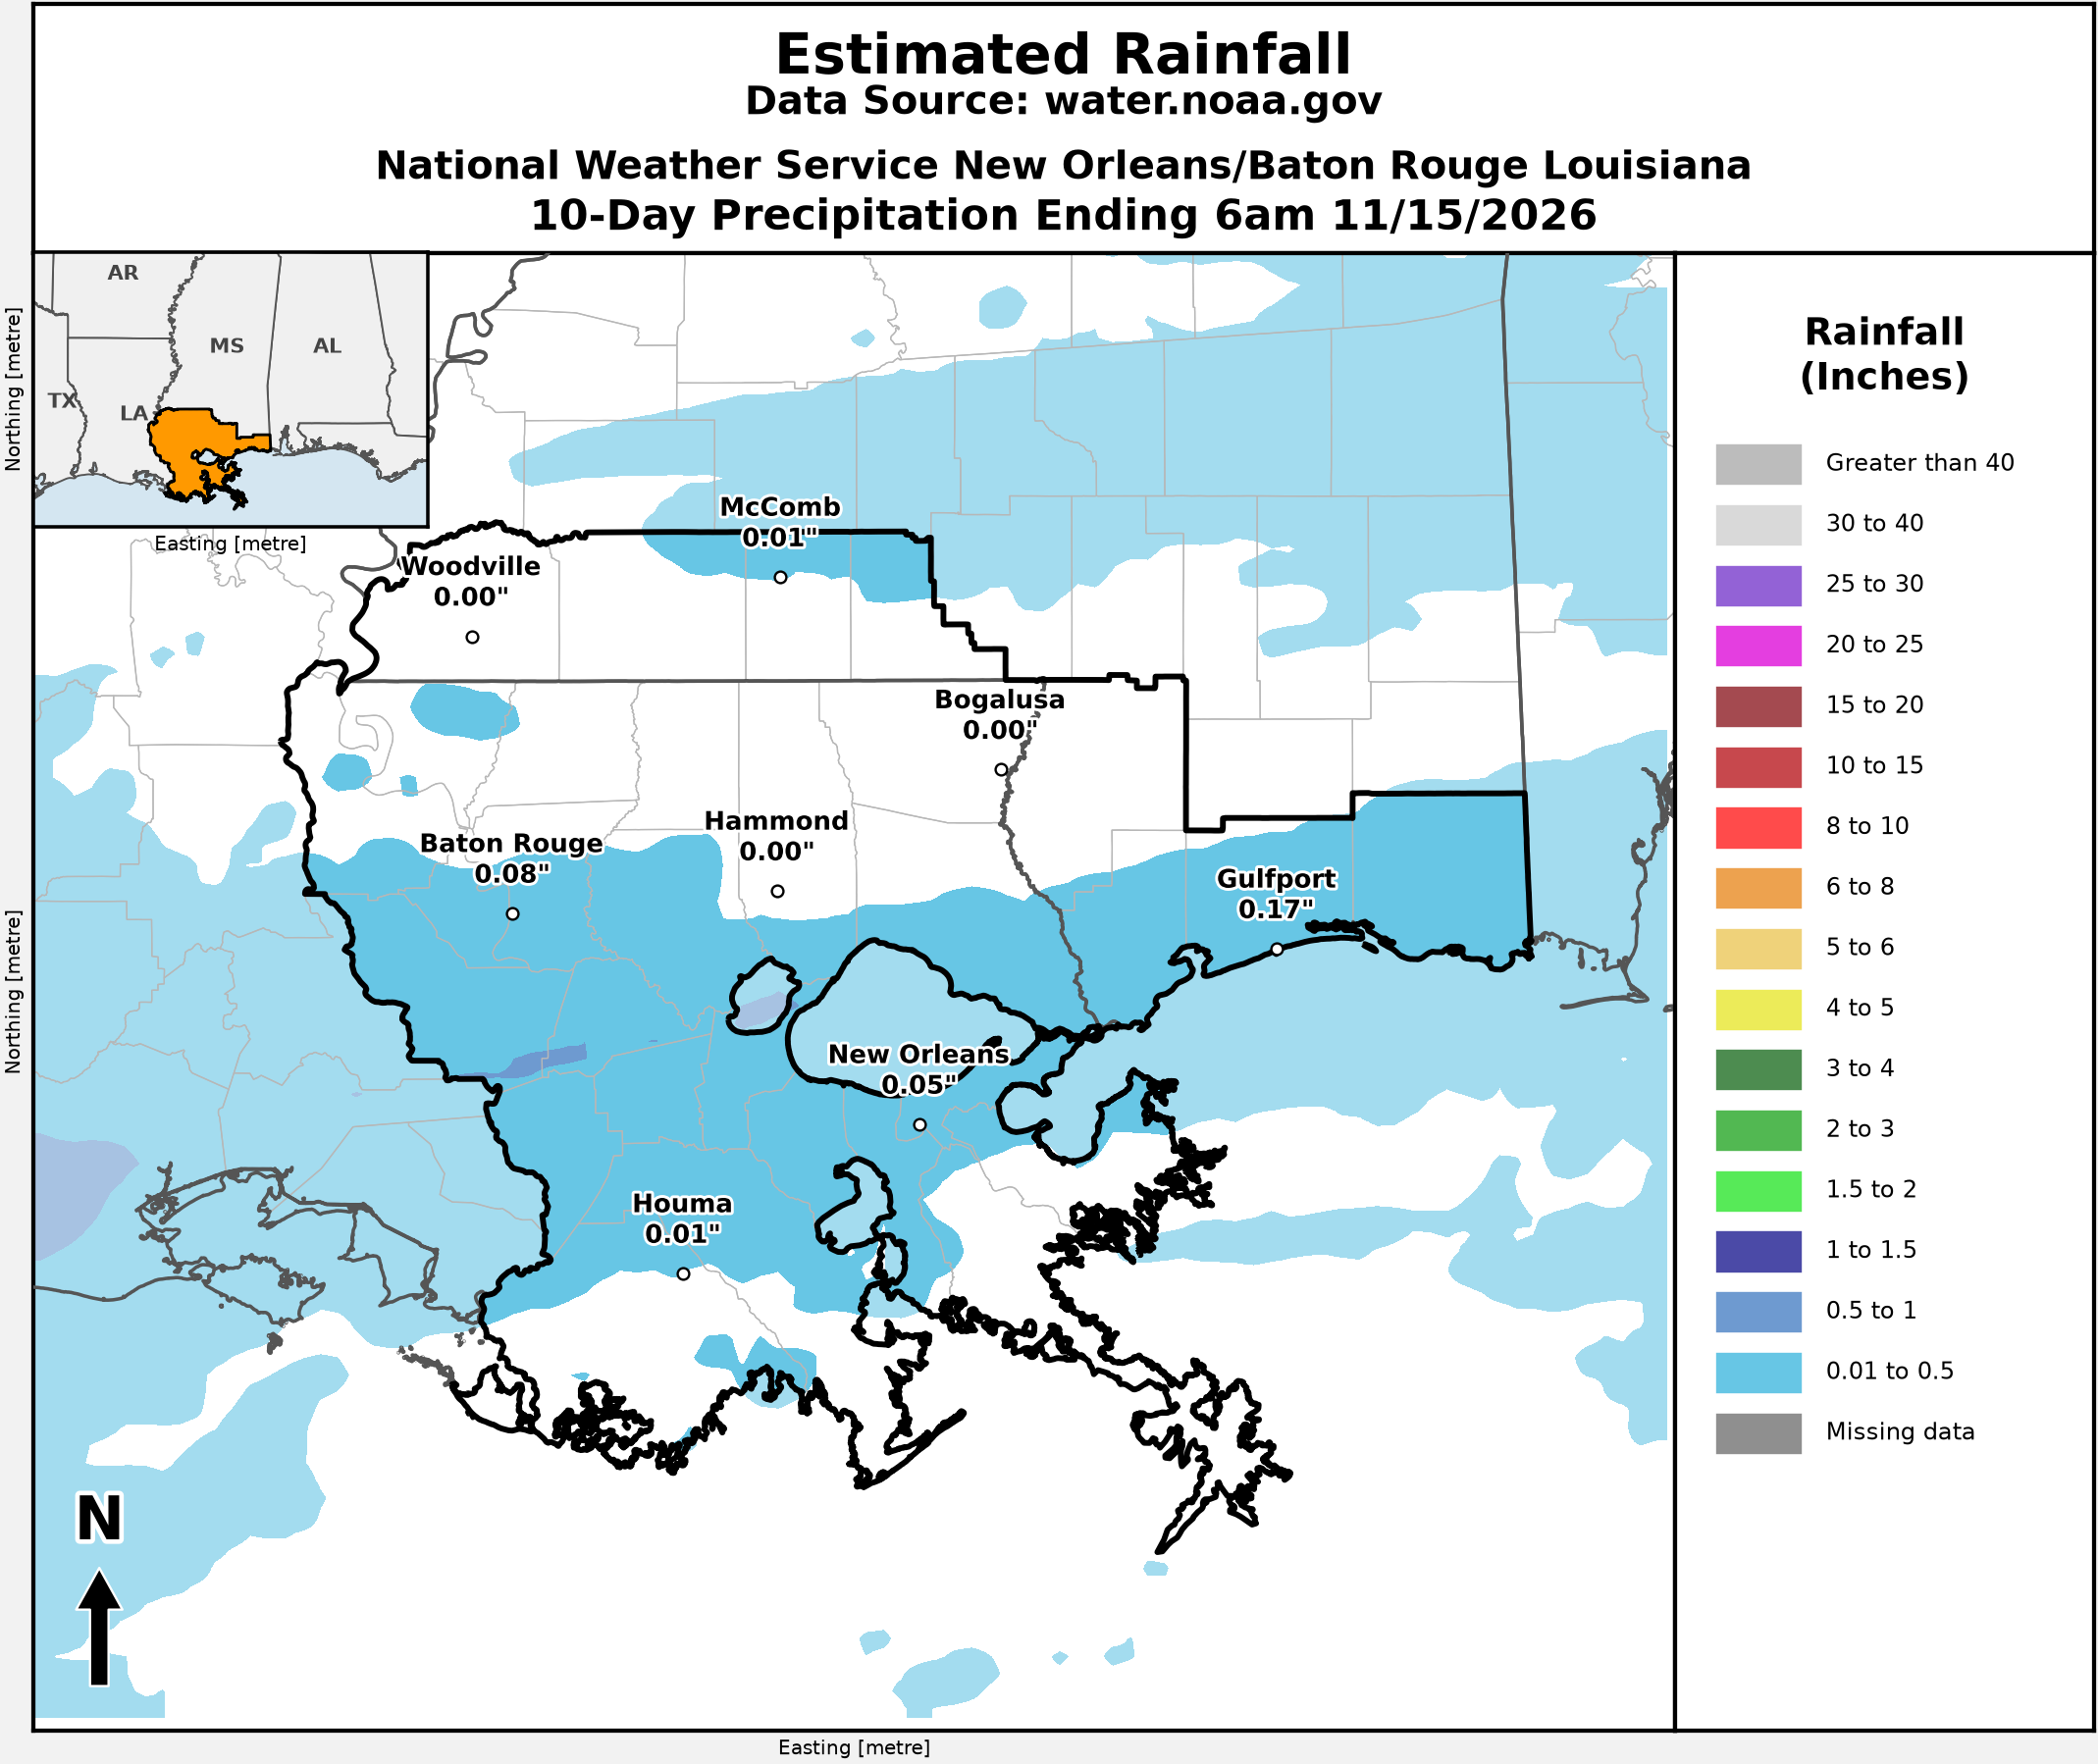 Estimated Rainfall
Data Source: water.noaa.gov
National Weather Service New Orleans/Baton Rouge Louisiana
10-Day Precipitation Ending 6am 11/15/2026
AR
MS
AL
TX
LA
Northing [metre]
Easting [metre]
McComb
0.01"
Woodville
0.00"
Bogalusa
0.00"
Hammond
0.00"
Baton Rouge
0.08"
Gulfport
0.17"
New Orleans
0.05"
Houma
0.01"
N
Northing [metre]
Easting [metre]
Rainfall
(Inches)
Greater than 40
30 to 40
25 to 30
20 to 25
15 to 20
10 to 15
8 to 10
6 to 8
5 to 6
4 to 5
3 to 4
2 to 3
1.5 to 2
1 to 1.5
0.5 to 1
0.01 to 0.5
Missing data